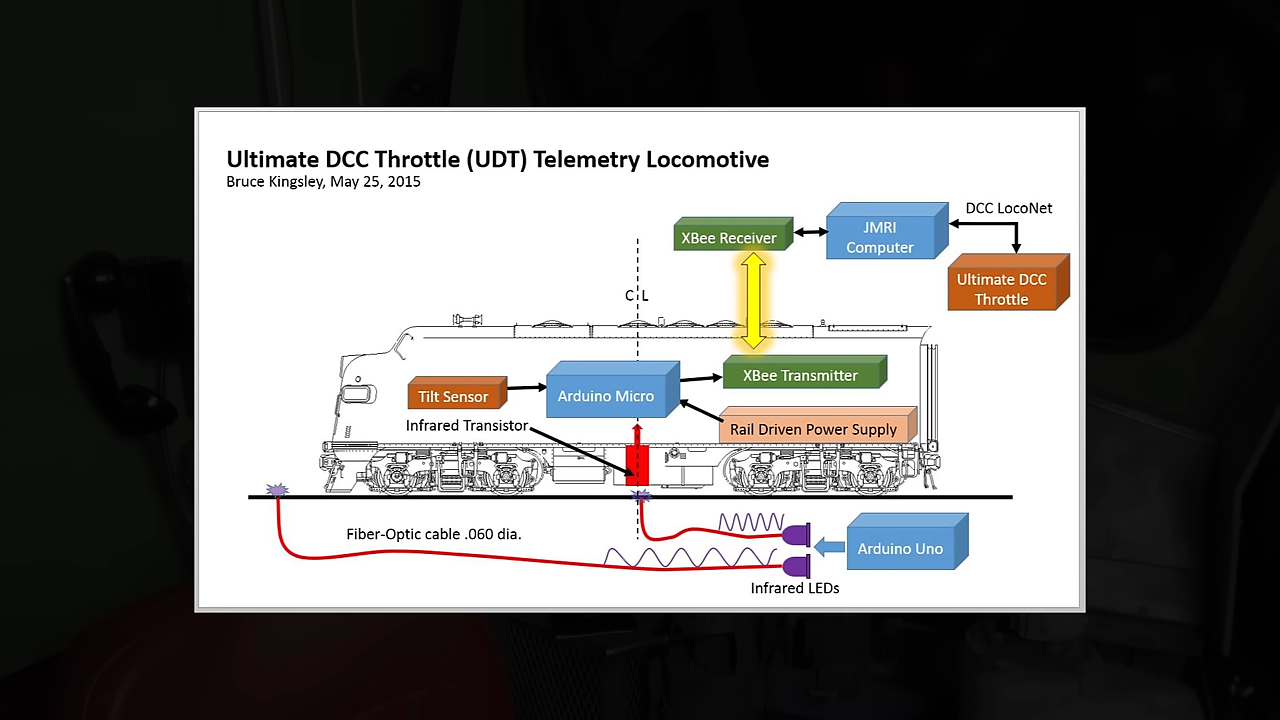 Ultimate DCC Throttle (UDT) Telemetry Locomotive
Bruce Kingsley, May 25, 2015
DCC LocoNet
XBee Receiver
JMRI
Computer
Ultimate DCC
Throttle
C L
XBee Transmitter
Tilt Sensor
Arduino Micro
Infrared Transistor
Rail Driven Power Supply
Fiber-Optic cable .060 dia.
Arduino Uno
Infrared LEDs